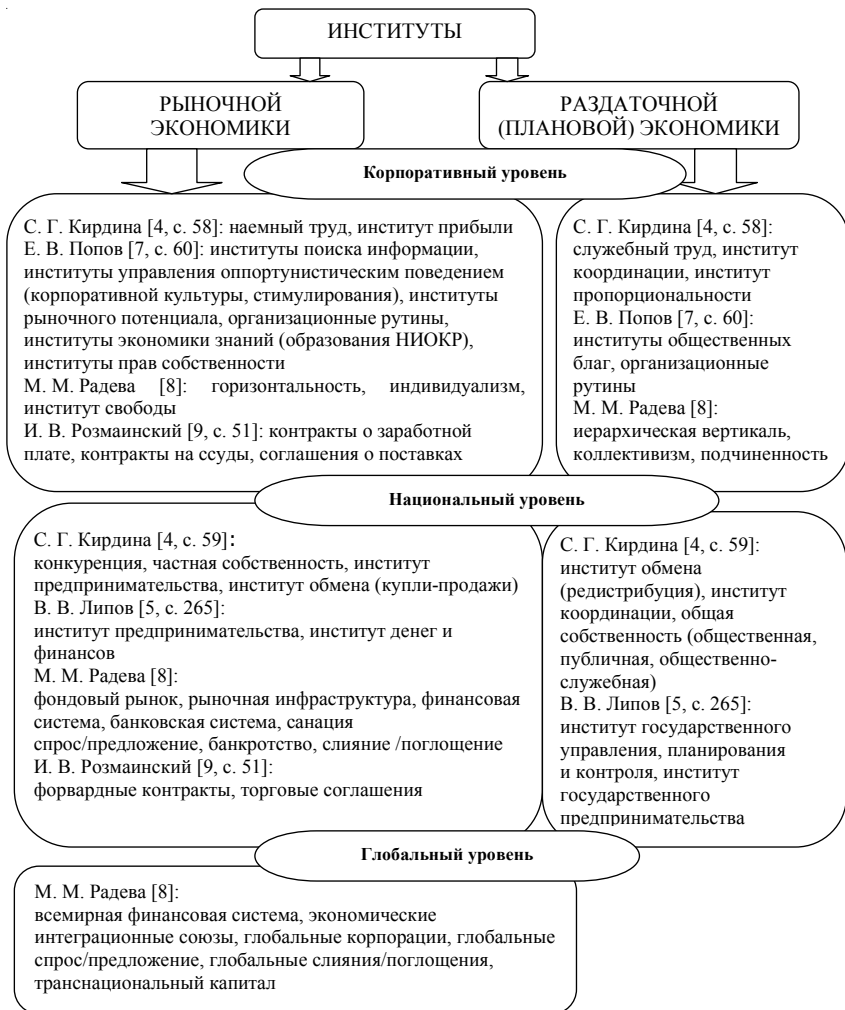 ИНСТИТУТЫ
РЫНОЧНОЙ
ЭКОНОМИКИ
РАЗДАТОЧНОЙ
(ПЛАНОВОЙ) ЭКОНОМИКИ
Корпоративный уровень
С. Г. Кирдина [4, с. 58]: наемный труд, институт прибыли
Е. В. Попов [7, с. 60]: институты поиска информации,
институты управления оппортунистическим поведением
(корпоративной культуры, стимулирования), институты
рыночного потенциала, организационные рутины,
институты экономики знаний (образования НИОКР),
институты прав собственности
М. М. Радева [8]: горизонтальность, индивидуализм,
институт свободы
И. В. Розмаинский [9, с. 51]: контракты о заработной
плате, контракты на ссуды, соглашения о поставках
С. Г. Кирдина [4, с. 58]:
служебный труд, институт
координации, институт
пропорциональности
Е. В. Попов [7, с. 60]:
институты общественных
благ, организационные
рутины
М. М. Радева [8]:
иерархическая вертикаль,
коллективизм, подчиненность
Национальный уровень
С. Г. Кирдина [4, с. 59]:
конкуренция, частная собственность, институт
предпринимательства, институт обмена (купли-продажи)
В. В. Липов [5, с. 265]:
институт предпринимательства, институт денег и
финансов
М. М. Радева [8]:
фондовый рынок, рыночная инфраструктура, финансовая
система, банковская система, санация
спрос/предложение, банкротство, слияние /поглощение
И. В. Розмаинский [9, с. 51]:
форвардные контракты, торговые соглашения
С. Г. Кирдина [4, с. 59]:
институт обмена
(редистрибуция), институт
координации, общая
собственность (общественная,
публичная, общественно-
служебная)
В. В. Липов [5, с. 265]:
институт государственного
управления, планирования
и контроля, институт
государственного
предпринимательства
Глобальный уровень
М. М. Радева [8]:
всемирная финансовая система, экономические
интеграционные союзы, глобальные корпорации, глобальные
спрос/предложение, глобальные слияния/поглощения,
транснациональный капитал